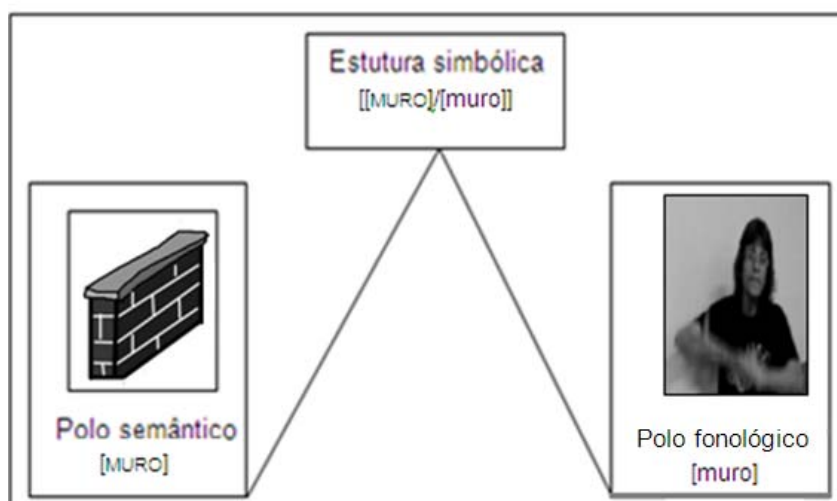 Estutura simbólica
[[MURO]/[muro]]
Polo semântico
[MURO]
Polo fonológico
[muro]